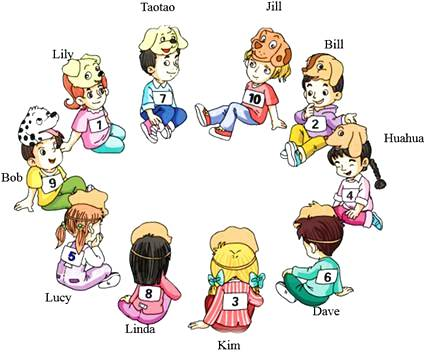 Taotao
Jill
Lily
Bill
7
10
1
2
Huahua
Bob
9
4
5
6
8
3
Lucy
Dave
Linda
Kim